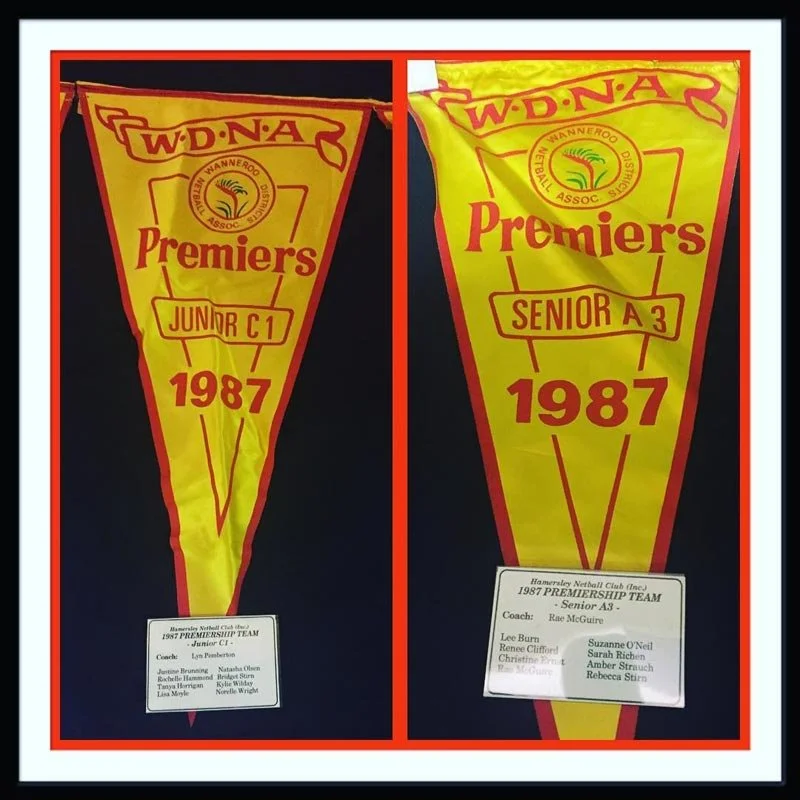 W·D·N·A
WANNEROO
DISTRICTS
NETBALL ASSOC.
Premiers
JUNIOR C1
1987
Hamersley Netball Club (Inc.)
1987 PREMIERSHIP TEAM
- Junior C1 -
Coach: Lyn Pemberton
Justine Brunning Natasha Olsen
Rochelle Hammond Bridget Stirn
Tanya Horrigan Kylie Wilday
Lisa Moyle Norelle Wright
W·D·N·A
WANNEROO
DISTRICTS
NETBALL ASSOC.
Premiers
SENIOR A3
1987
Hamersley Netball Club (Inc.)
1987 PREMIERSHIP TEAM
- Senior A3 -
Coach: Rae McGuire
Lee Burn Suzanne O'Neil
Renee Clifford Sarah Richen
Christine Ernst Amber Strauch
Rae McGuire Rebecca Stirn